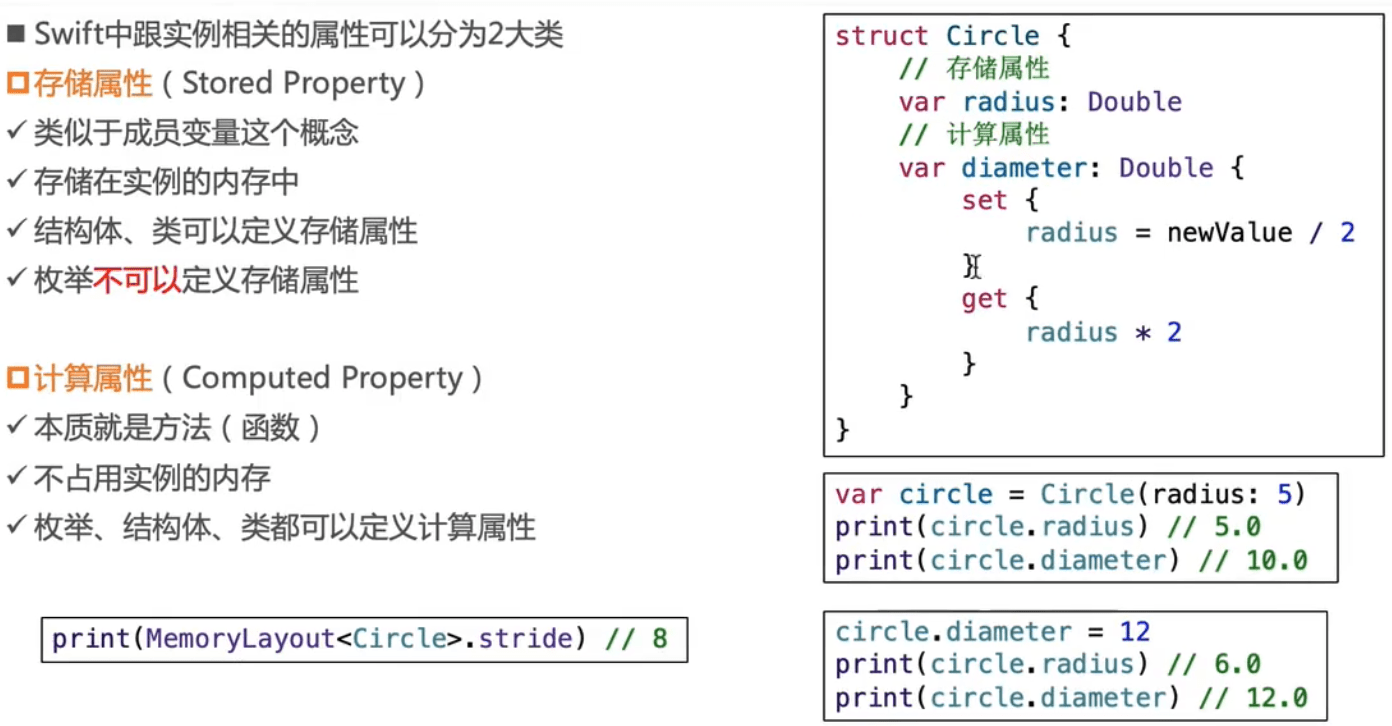 ■ Swift中跟实例相关的属性可以分为2大类
存储属性（Stored Property）
✓ 类似于成员变量这个概念
✓ 存储在实例的内存中
✓ 结构体、类可以定义存储属性
✓ 枚举不可以定义存储属性
计算属性（Computed Property）
✓ 本质就是方法（函数）
✓ 不占用实例的内存
✓ 枚举、结构体、类都可以定义计算属性
print(MemoryLayout<Circle>.stride) // 8
struct Circle {
    // 存储属性
    var radius: Double
    // 计算属性
    var diameter: Double {
        set {
            radius = newValue / 2
        }
        get {
            radius * 2
        }
    }
}
var circle = Circle(radius: 5)
print(circle.radius) // 5.0
print(circle.diameter) // 10.0
circle.diameter = 12
print(circle.radius) // 6.0
print(circle.diameter) // 12.0